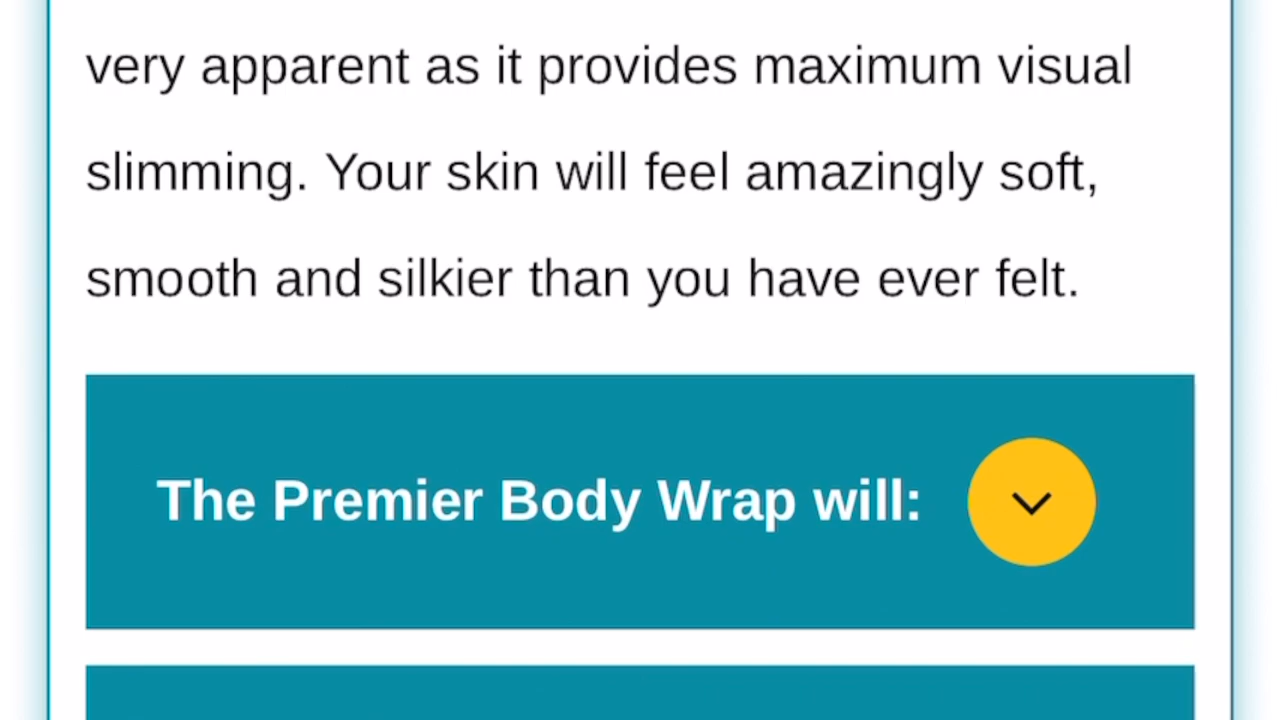 very apparent as it provides maximum visual
slimming. Your skin will feel amazingly soft,
smooth and silkier than you have ever felt.
The Premier Body Wrap will: